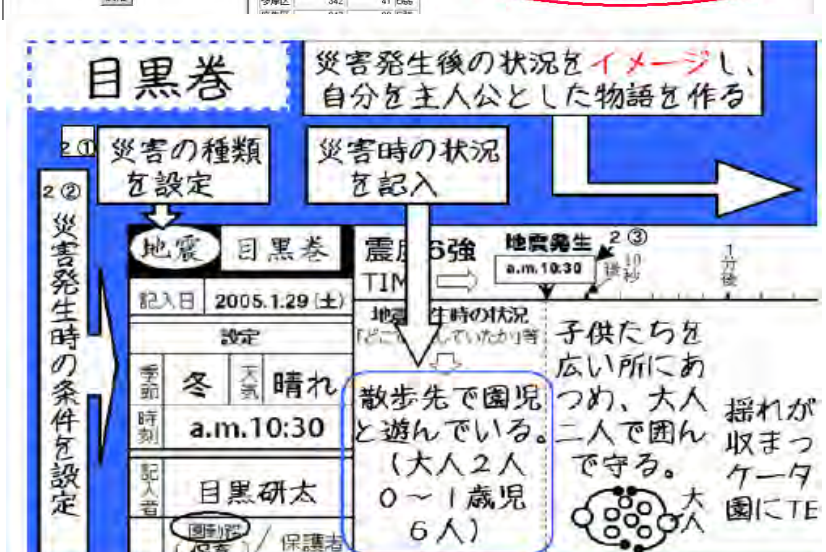 目黒巻
災害発生後の状況をイメージし、
自分を主人公とした物語を作る
2①
災害の種類
を設定
災害時の状況
を記入
2②
災害発生時の条件を設定
地震
目黒巻
震度6強
地震発生
2③
TIM
a.m.10:30
10秒後
1分後
記入日
2005.1.29(土)
設定
季節
冬
天気
晴れ
時刻
a.m.10:30
記入者
目黒研太
保護者
散歩先で園児
と遊んでいる。
(大人2人
0～1歳児
6人)
子供たちを
広い所にあ
つめ、大人
二人で囲ん
で守る。
大人
揺れが
収まっ
ケータ
園にTE